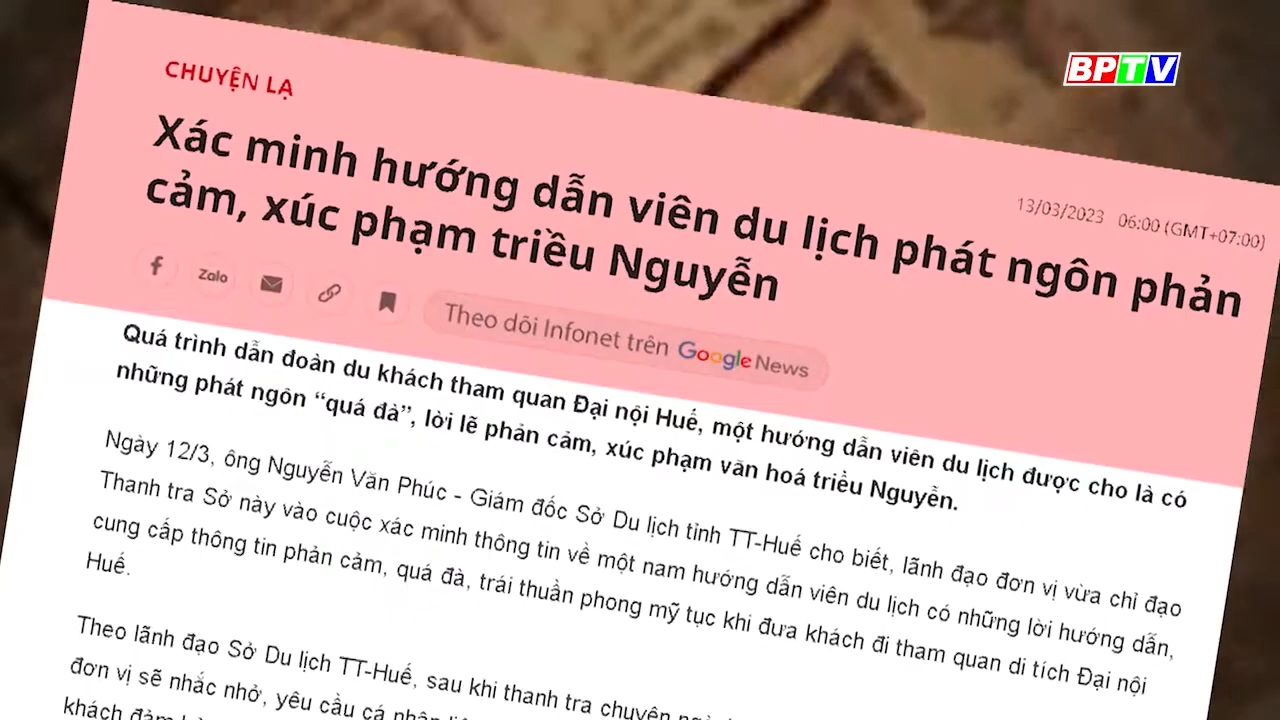 BPTV
CHUYỆN LẠ
Xác minh hướng dẫn viên du lịch phát ngôn phản
cảm, xúc phạm triều Nguyễn
13/03/2023 06:00 (GMT+07:00)
Zalo
Theo dõi Infonet trên Google News
Quá trình dẫn đoàn du khách tham quan Đại nội Huế, một hướng dẫn viên du lịch được cho là có
những phát ngôn “quá đà”, lời lẽ phản cảm, xúc phạm văn hoá triều Nguyễn.
Ngày 12/3, ông Nguyễn Văn Phúc - Giám đốc Sở Du lịch tỉnh TT-Huế cho biết, lãnh đạo đơn vị vừa chỉ đạo
Thanh tra Sở này vào cuộc xác minh thông tin về một nam hướng dẫn viên du lịch có những lời hướng dẫn,
cung cấp thông tin phản cảm, quá đà, trái thuần phong mỹ tục khi đưa khách đi tham quan di tích Đại nội
Huế.
Theo lãnh đạo Sở Du lịch TT-Huế, sau khi thanh tra chuyên
đơn vị sẽ nhắc nhở, yêu cầu cá nhân
khách đảm